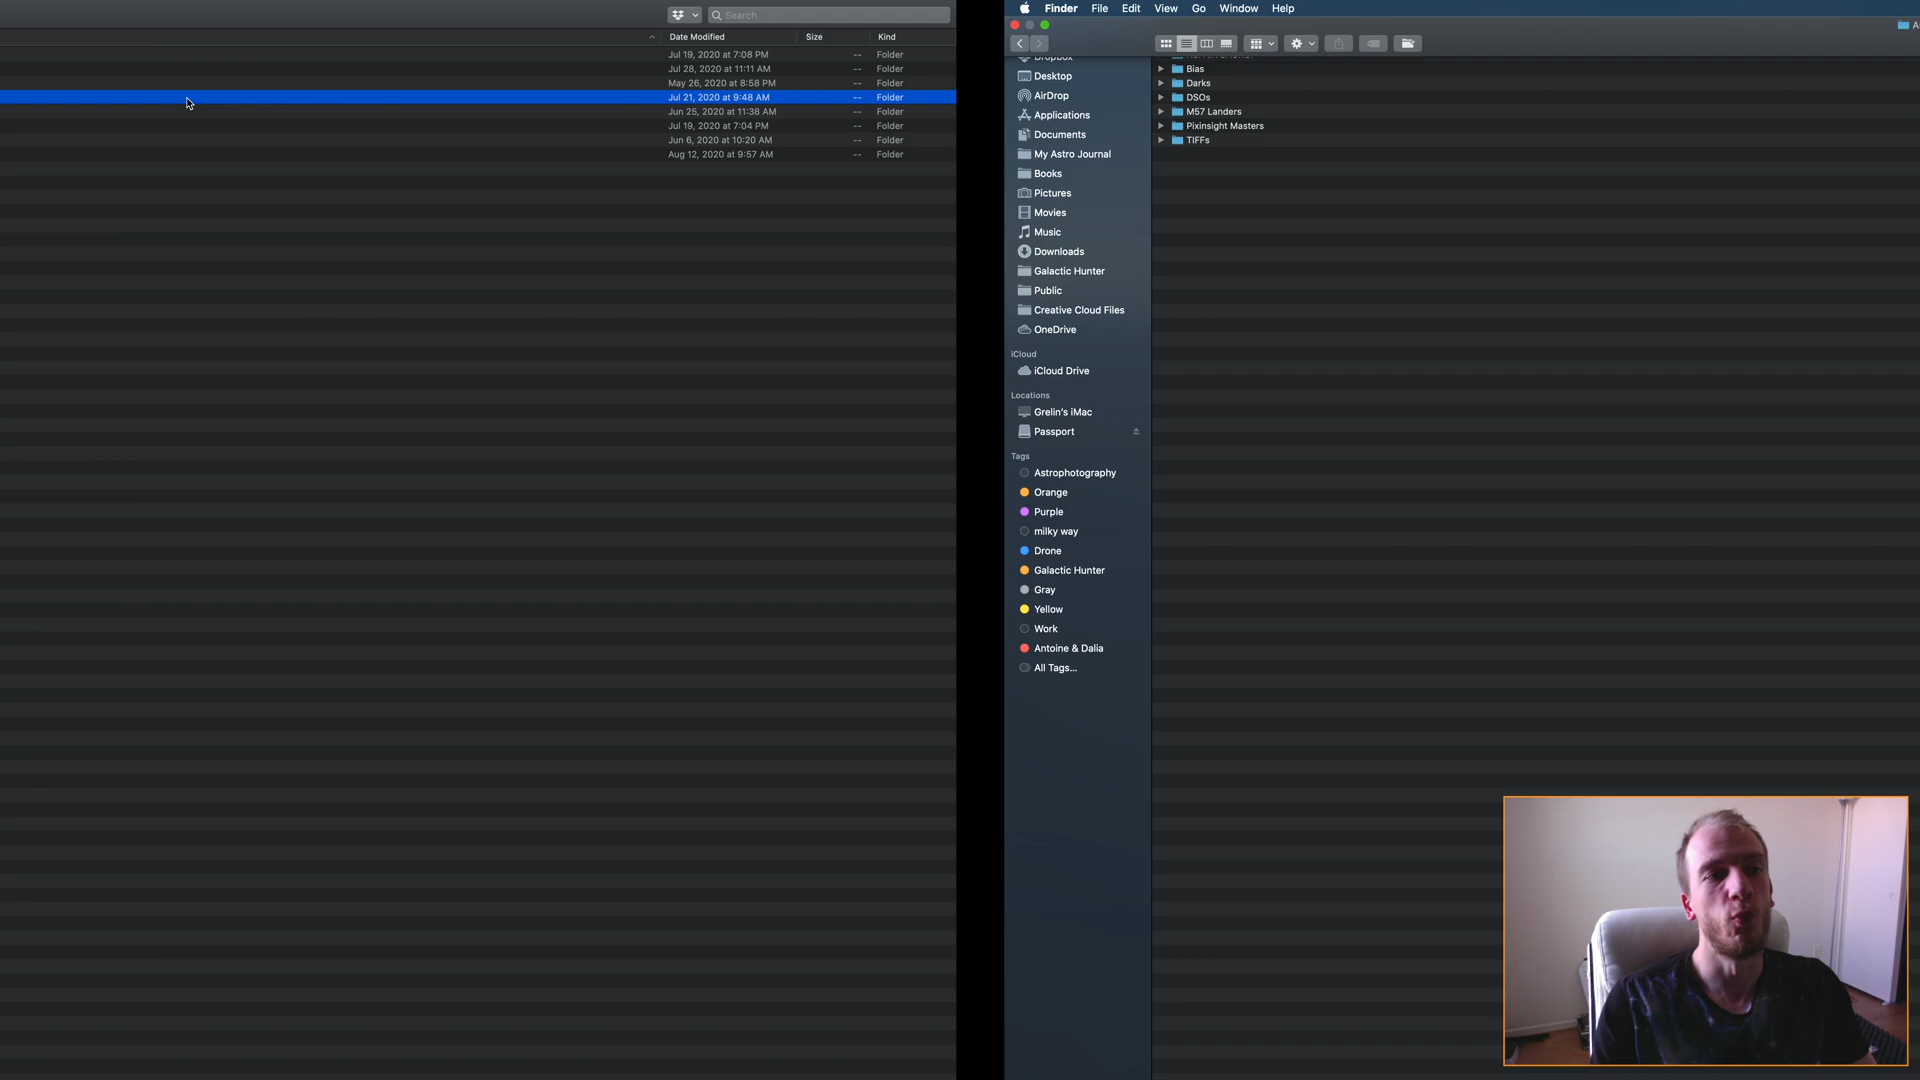 Search
Date Modified Size Kind
Jul 19, 2020 at 7:08 PM -- Folder
Jul 28, 2020 at 11:11 AM -- Folder
May 26, 2020 at 8:58 PM -- Folder
Jul 21, 2020 at 9:48 AM -- Folder
Jun 25, 2020 at 11:38 AM -- Folder
Jul 19, 2020 at 7:04 PM -- Folder
Jun 6, 2020 at 10:20 AM -- Folder
Aug 12, 2020 at 9:57 AM -- Folder
Finder File Edit View Go Window Help
Dropbox
Desktop
AirDrop
Applications
Documents
My Astro Journal
Books
Pictures
Movies
Music
Downloads
Galactic Hunter
Public
Creative Cloud Files
OneDrive
iCloud
iCloud Drive
Locations
Grelin's iMac
Passport
Tags
Astrophotography
Orange
Purple
milky way
Drone
Galactic Hunter
Gray
Yellow
Work
Antoine & Dalia
All Tags...
Bias
Darks
DSOs
M57 Landers
Pixinsight Masters
TIFFs